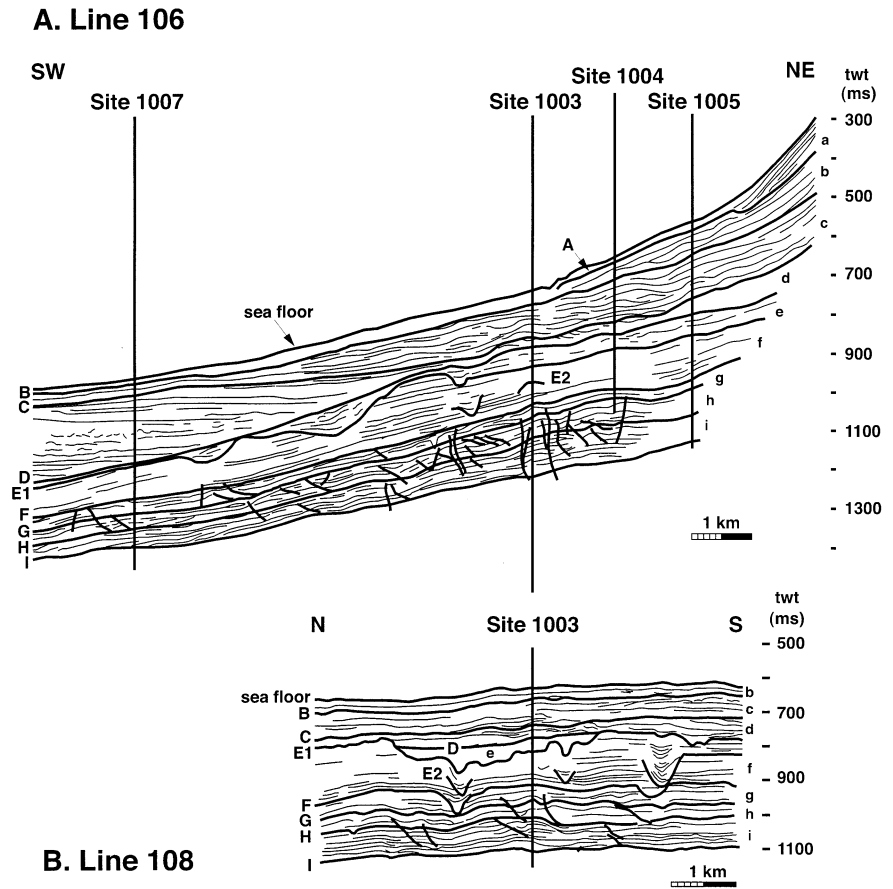 A. Line 106
SW
NE
Site 1007
Site 1003
Site 1004
Site 1005
twt
(ms)
300
500
700
900
1100
1300
a
b
c
d
e
f
g
h
i
A
sea floor
E2
B
C
D
E1
F
G
H
I
1 km
N
Site 1003
S
twt
(ms)
500
700
900
1100
sea floor
B
C
E1
D
e
E2
F
G
H
I
b
c
d
f
g
h
i
B. Line 108
1 km